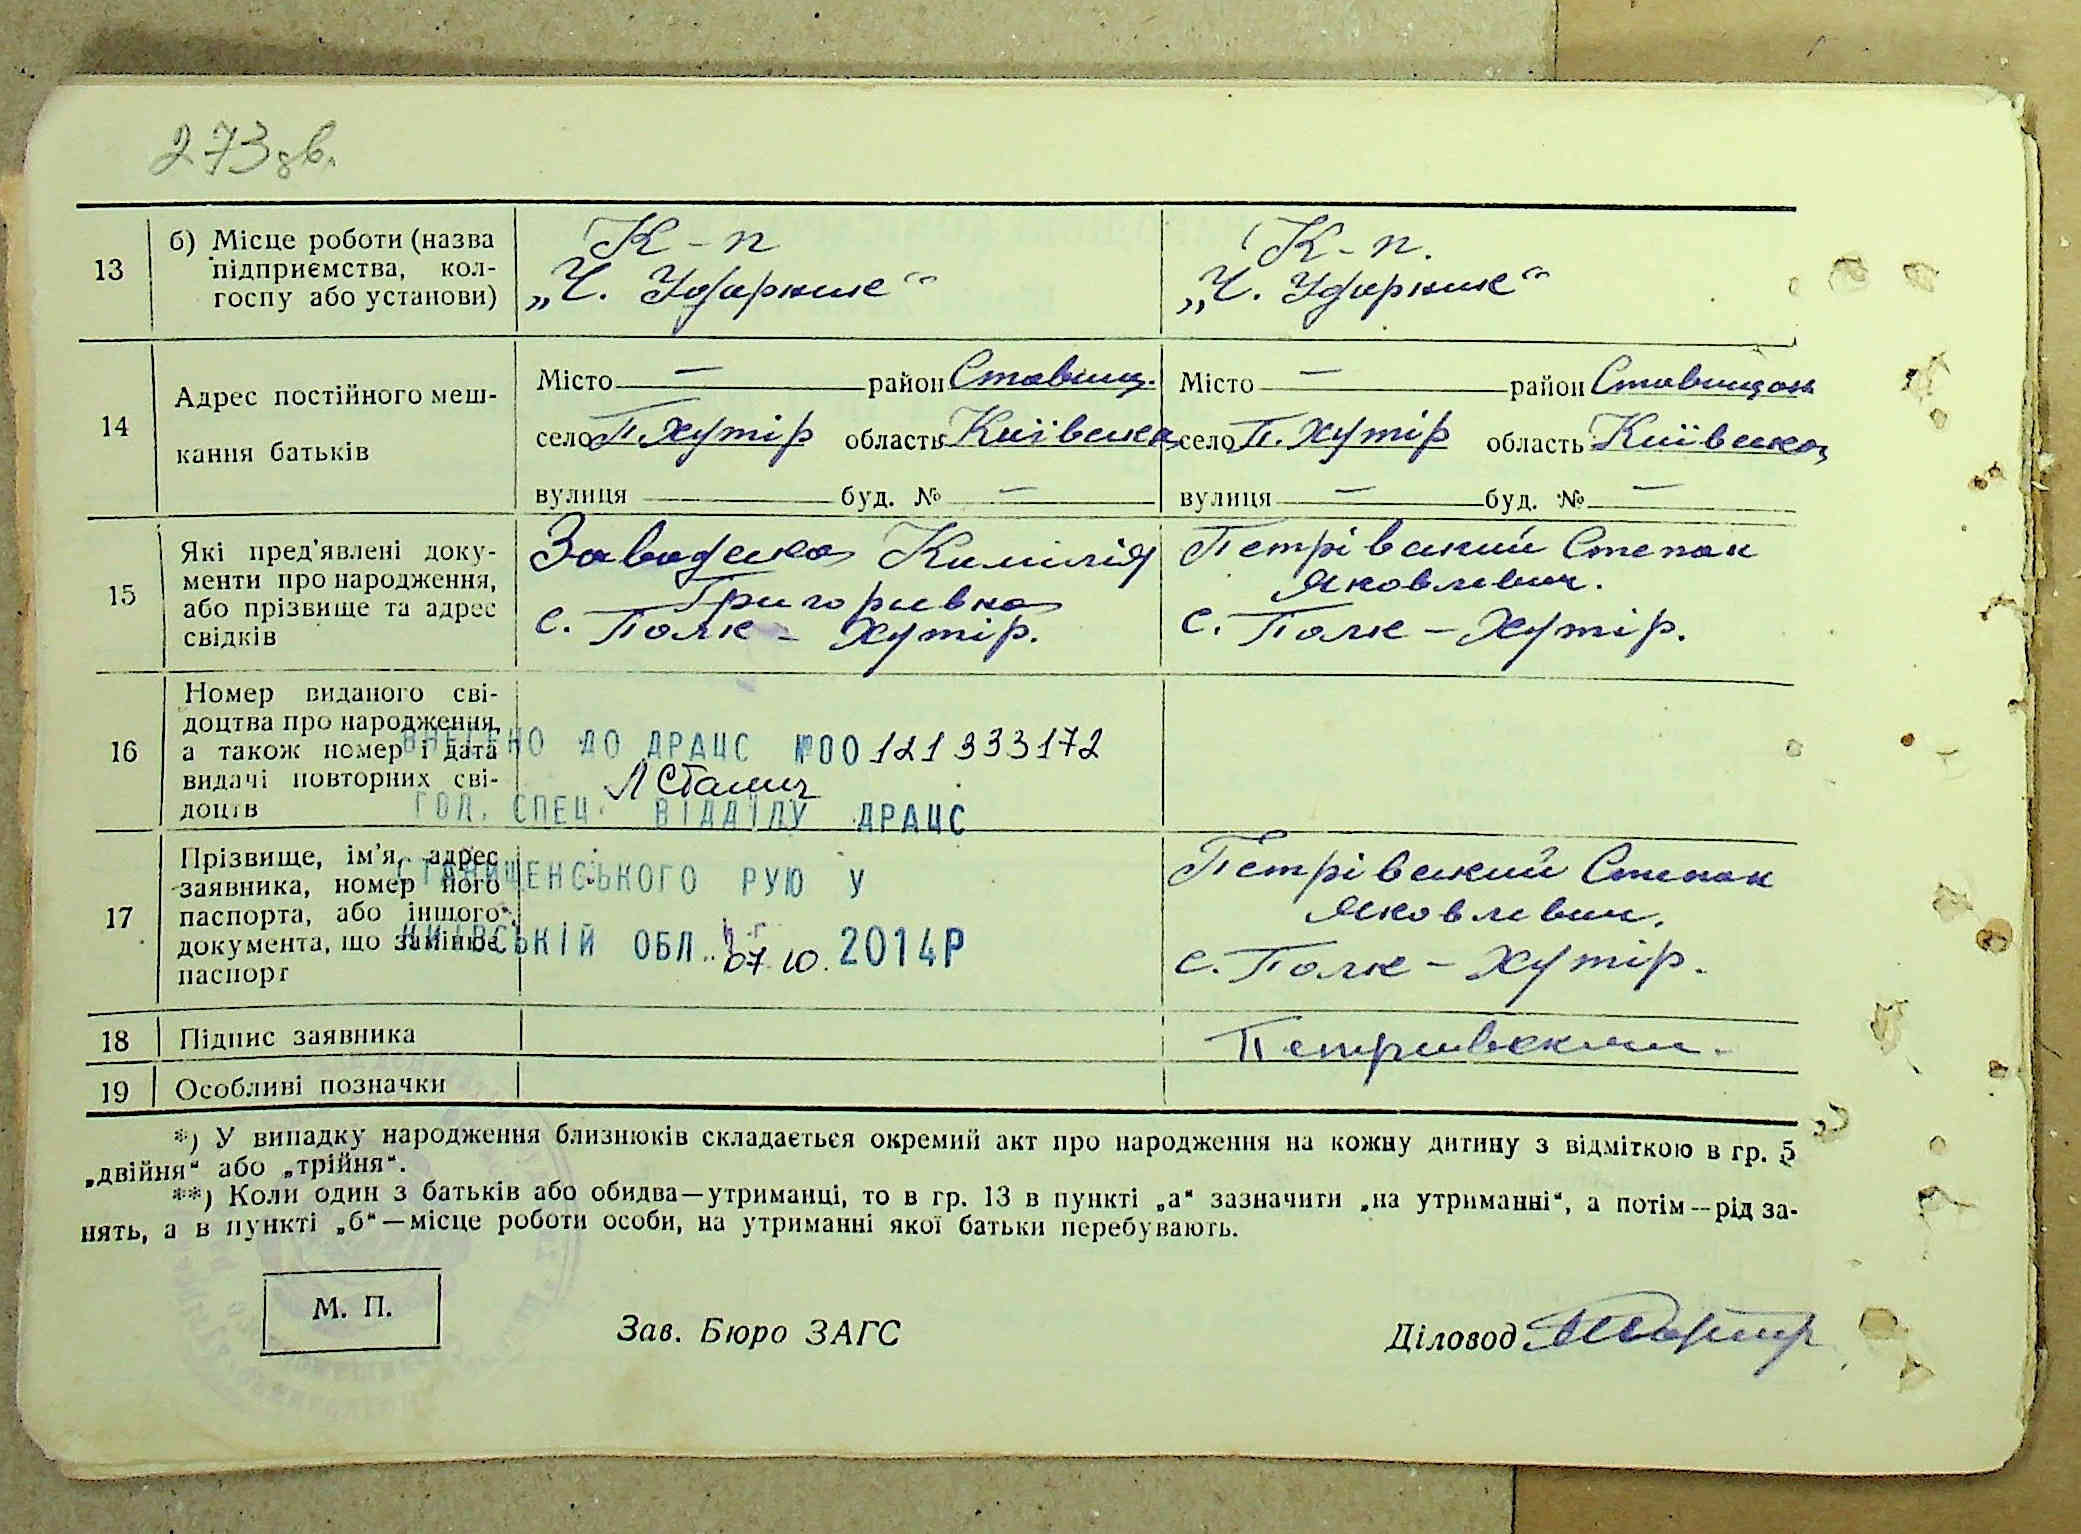 273зв.
13 б) Місце роботи (назва підприємства, кол-госпу або установи)
К-п
„Ч. Ударник“
К-п.
„Ч. Ударник“
14 Адрес постійного меш-
кання батьків
Місто — район Ставищ.
село П.Хутір область Київська
вулиця буд. № —
Місто — район Ставищан
село П. Хутір область Київська
вулиця — буд. № —
15 Які пред'явлені доку-
менти про народження,
або прізвище та адрес
свідків
Завадська Камілія
Григорівна
с. Полк - Хутір.
Петрівський Степан
Яковлевич.
с. Полк - Хутір.
16 Номер виданого сві-
доцтва про народження,
а також номер і дата
видачі повторних сві-
доцтв
ВНЕСЕНО ДО ДРАЦС №00121333172
ГОЛ. СПЕЦ. ВІДДІЛУ ДРАЦС
СТАВИЩЕНСЬКОГО РУЮ У
КИЇВСЬКІЙ ОБЛ. 07.10.2014Р
17 Прізвище, ім'я, адрес
заявника, номер його
паспорта, або іншого
документа, що замінює
паспорт
Петрівський Степан
Яковлевич.
с. Полк - Хутір.
18 Підпис заявника
Петривский.
19 Особливі позначки
*) У випадку народження близнюків складається окремий акт про народження на кожну дитину з відміткою в гр. 5
„двійня“ або „трійня“.
**) Коли один з батьків або обидва—утриманці, то в гр. 13 в пункті „а“ зазначити „на утриманні“, а потім—рід за-
нять, а в пункті „б“—місце роботи особи, на утриманні якої батьки перебувають.
М. П.
Зав. Бюро ЗАГС
Діловод